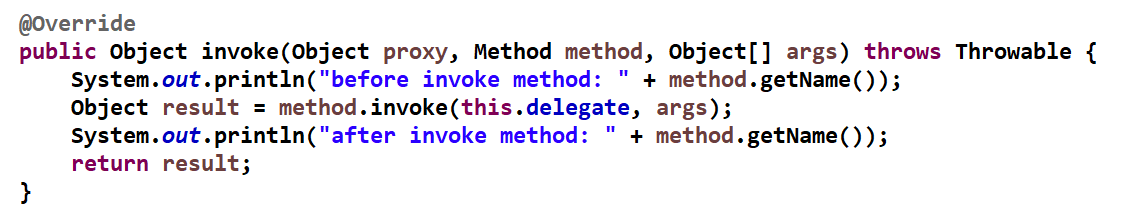 @Override
public Object invoke(Object proxy, Method method, Object[] args) throws Throwable {
    System.out.println("before invoke method: " + method.getName());
    Object result = method.invoke(this.delegate, args);
    System.out.println("after invoke method: " + method.getName());
    return result;
}